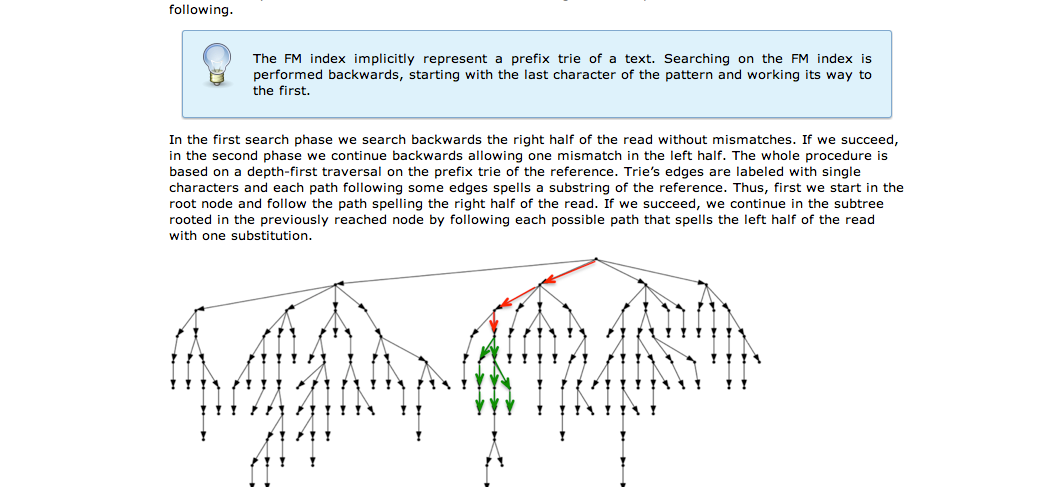 following.
The FM index implicitly represent a prefix trie of a text. Searching on the FM index is
performed backwards, starting with the last character of the pattern and working its way to
the first.
In the first search phase we search backwards the right half of the read without mismatches. If we succeed,
in the second phase we continue backwards allowing one mismatch in the left half. The whole procedure is
based on a depth-first traversal on the prefix trie of the reference. Trie’s edges are labeled with single
characters and each path following some edges spells a substring of the reference. Thus, first we start in the
root node and follow the path spelling the right half of the read. If we succeed, we continue in the subtree
rooted in the previously reached node by following each possible path that spells the left half of the read
with one substitution.